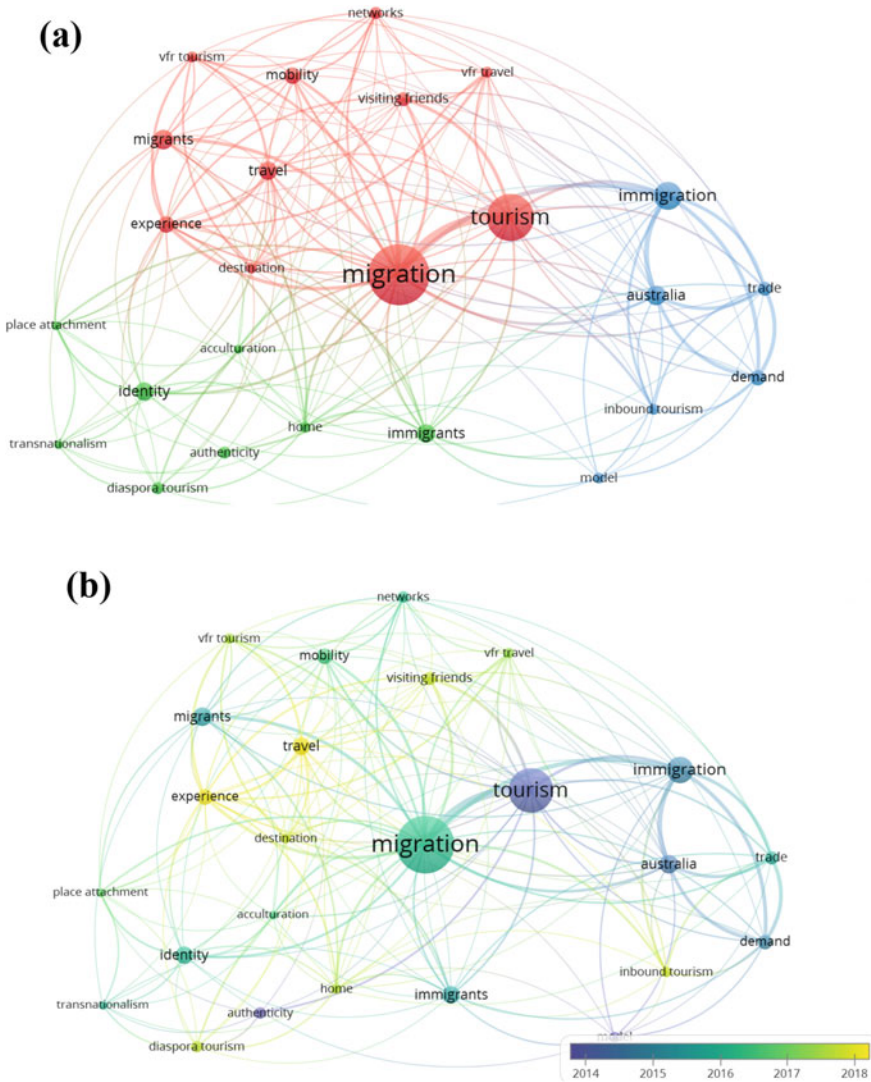 (a)
networks
vfr tourism
mobility
vfr travel
visiting friends
migrants
travel
immigration
tourism
experience
destination
migration
trade
australia
place attachment
acculturation
identity
demand
inbound tourism
home
immigrants
transnationalism
authenticity
model
diaspora tourism
(b)
networks
vfr tourism
mobility
vfr travel
visiting friends
migrants
travel
immigration
tourism
experience
destination
migration
trade
australia
place attachment
acculturation
identity
demand
inbound tourism
home
immigrants
transnationalism
authenticity
diaspora tourism
2014 2015 2016 2017 2018